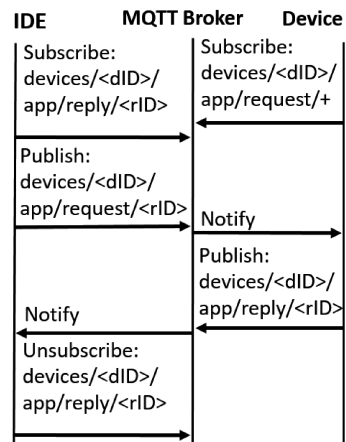 IDE MQTT Broker Device
Subscribe:
devices/<dID>/
app/reply/<rID>
Subscribe:
devices/<dID>/
app/request/+
Publish:
devices/<dID>/
app/request/<rID>
Notify
Publish:
devices/<dID>/
app/reply/<rID>
Notify
Unsubscribe:
devices/<dID>/
app/reply/<rID>